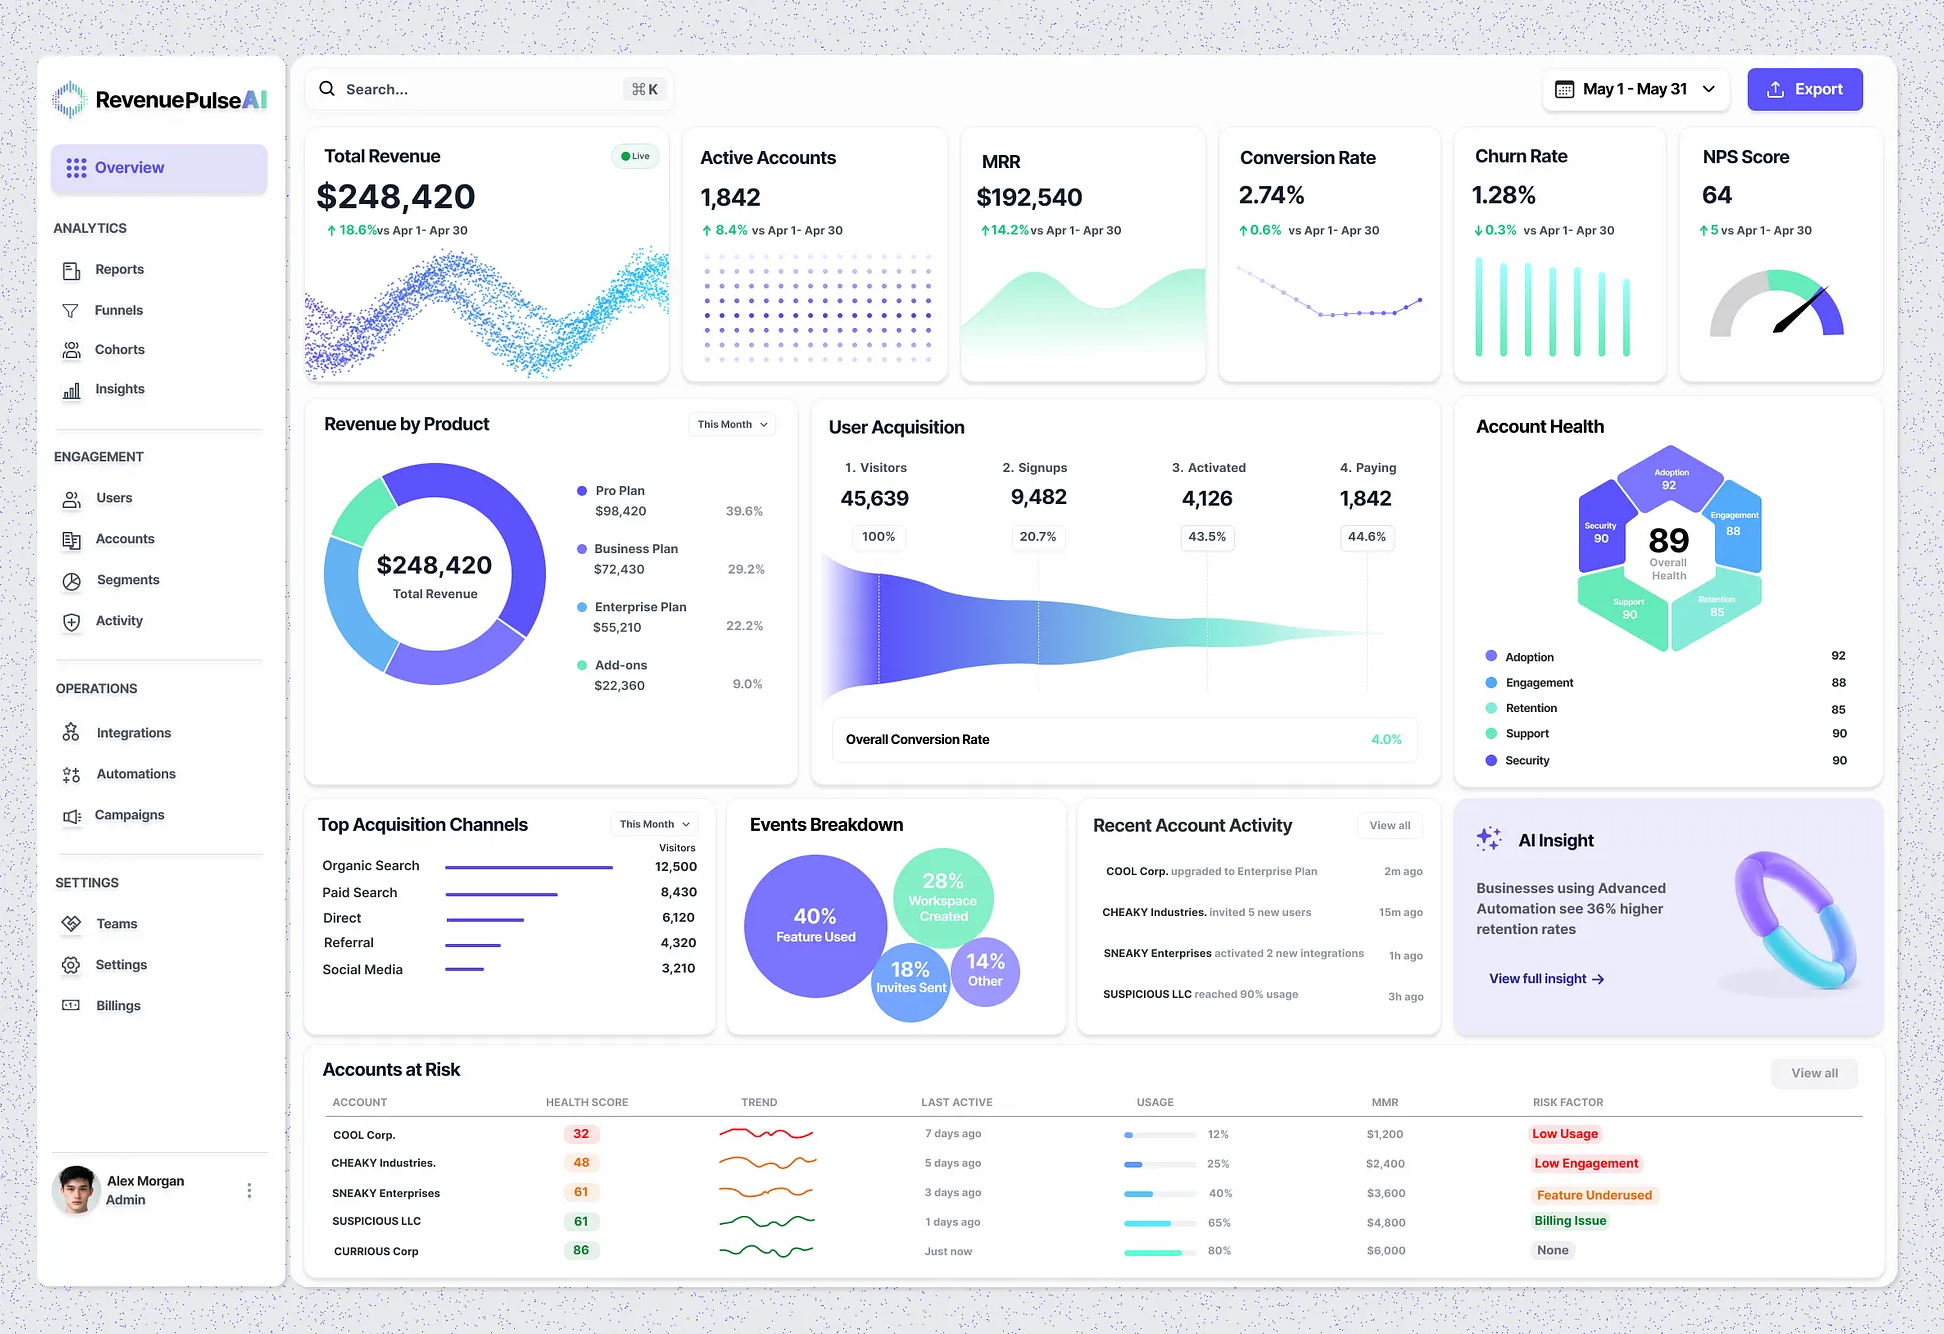 RevenuePulseAI
Overview
ANALYTICS
Reports
Funnels
Cohorts
Insights
ENGAGEMENT
Users
Accounts
Segments
Activity
OPERATIONS
Integrations
Automations
Campaigns
SETTINGS
Teams
Settings
Billings
Alex Morgan
Admin
Search...
⌘ K
May 1 - May 31
Export
Total Revenue
Live
$248,420
↑ 18.6% vs Apr 1- Apr 30
Active Accounts
1,842
↑ 8.4% vs Apr 1- Apr 30
MRR
$192,540
↑ 14.2% vs Apr 1- Apr 30
Conversion Rate
2.74%
↑ 0.6% vs Apr 1- Apr 30
Churn Rate
1.28%
↓ 0.3% vs Apr 1- Apr 30
NPS Score
64
↑ 5 vs Apr 1- Apr 30
Revenue by Product
This Month
$248,420
Total Revenue
Pro Plan
$98,420 39.6%
Business Plan
$72,430 29.2%
Enterprise Plan
$55,210 22.2%
Add-ons
$22,360 9.0%
User Acquisition
1. Visitors 2. Signups 3. Activated 4. Paying
45,639 9,482 4,126 1,842
100% 20.7% 43.5% 44.6%
Overall Conversion Rate 4.0%
Account Health
Adoption
92
Engagement
88
Security
90
89
Overall
Health
Support
90
Retention
85
Adoption 92
Engagement 88
Retention 85
Support 90
Security 90
Top Acquisition Channels
This Month
Visitors
Organic Search 12,500
Paid Search 8,430
Direct 6,120
Referral 4,320
Social Media 3,210
Events Breakdown
40%
Feature Used
28%
Workspace
Created
18%
Invites Sent
14%
Other
Recent Account Activity
View all
COOL Corp. upgraded to Enterprise Plan 2m ago
CHEAKY Industries. invited 5 new users 15m ago
SNEAKY Enterprises activated 2 new integrations 1h ago
SUSPICIOUS LLC reached 90% usage 3h ago
AI Insight
Businesses using Advanced
Automation see 36% higher
retention rates
View full insight →
Accounts at Risk
View all
ACCOUNT HEALTH SCORE TREND LAST ACTIVE USAGE MMR RISK FACTOR
COOL Corp. 32 7 days ago 12% $1,200 Low Usage
CHEAKY Industries. 48 5 days ago 25% $2,400 Low Engagement
SNEAKY Enterprises 61 3 days ago 40% $3,600 Feature Underused
SUSPICIOUS LLC 61 1 days ago 65% $4,800 Billing Issue
CURRIOUS Corp 86 Just now 80% $6,000 None